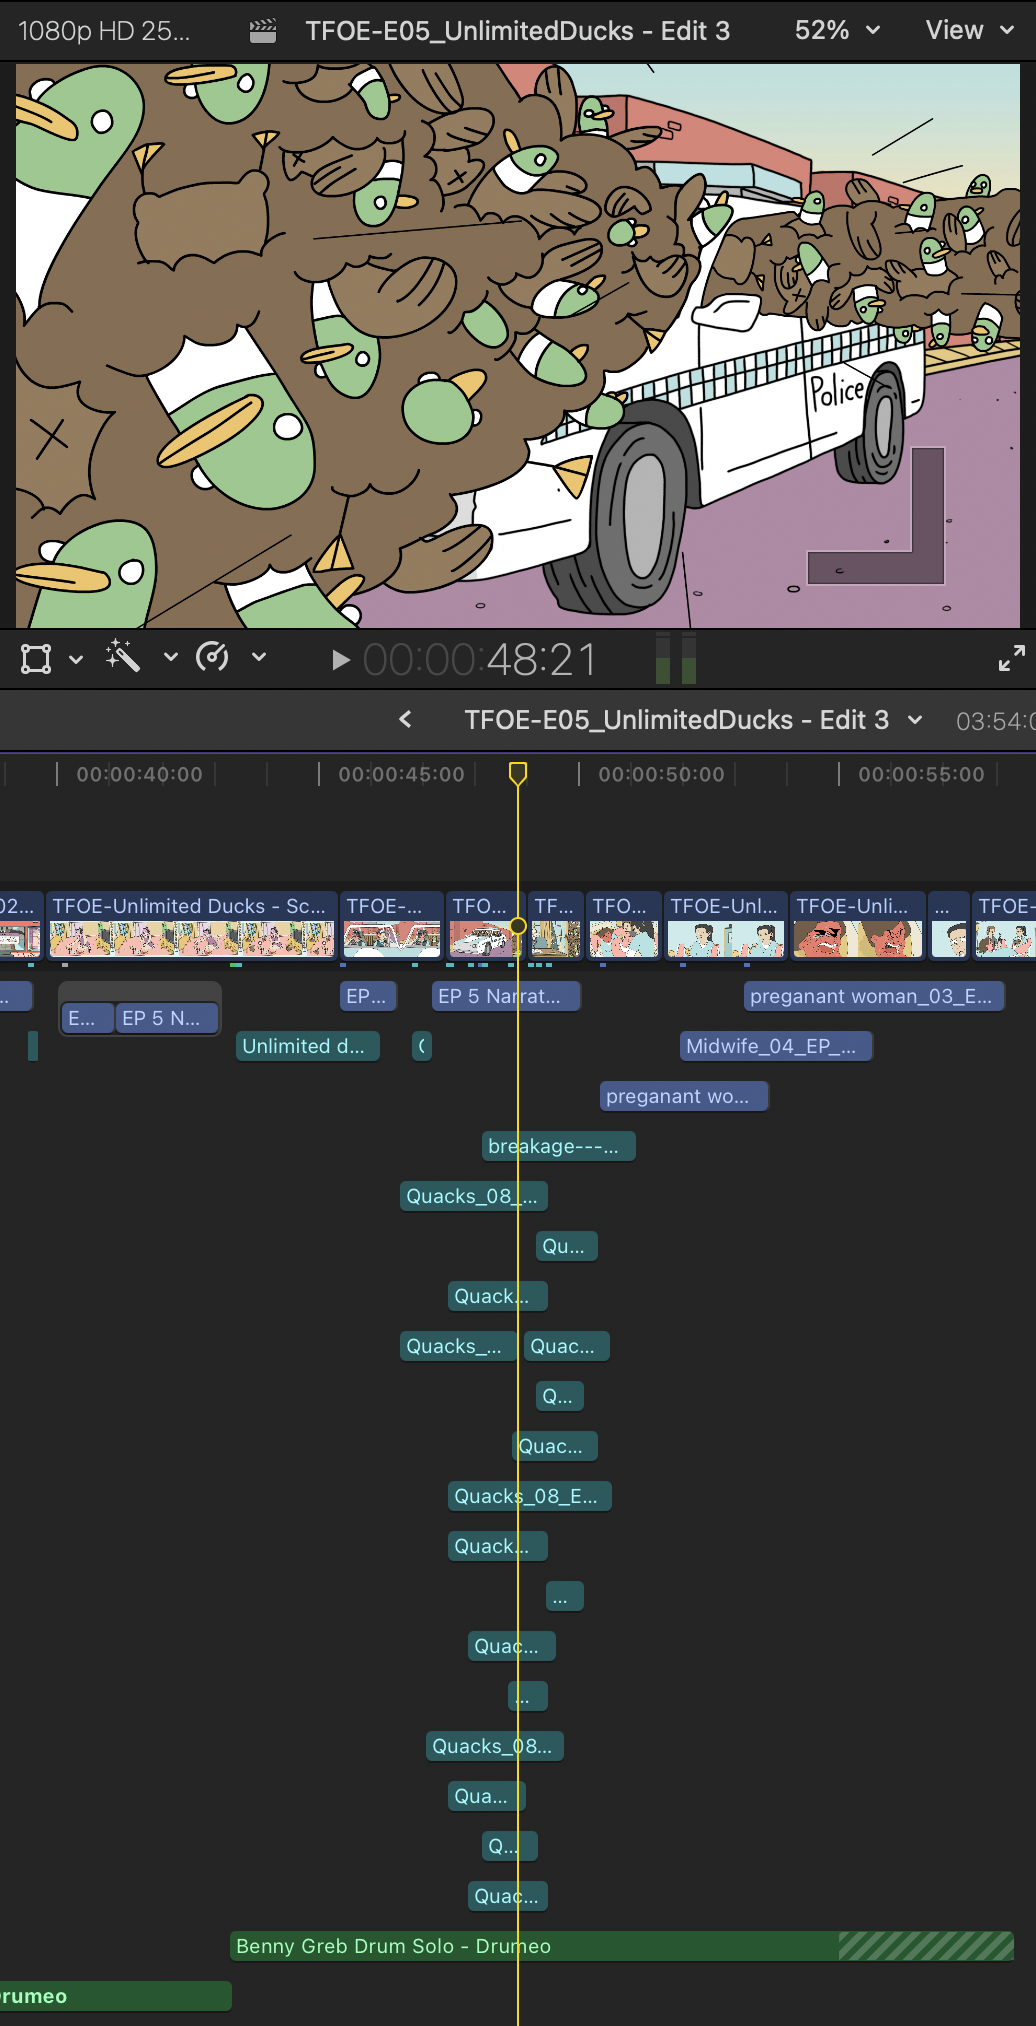 1080p HD 25...
TFOE-E05_UnlimitedDucks - Edit 3
52%
View
Police
00:00:48:21
TFOE-E05_UnlimitedDucks - Edit 3
03:54:0
00:00:40:00
00:00:45:00
00:00:50:00
00:00:55:00
02...
TFOE-Unlimited Ducks - Sc...
TFOE-...
TFO...
TF...
TFO...
TFOE-Unl...
TFOE-Unli...
...
TFOE-
..
EP...
EP 5 Narrat...
preganant woman_03_E...
E...
EP 5 N...
Unlimited d...
Midwife_04_EP_...
preganant wo...
breakage---...
Quacks_08_...
Qu...
Quack...
Quacks_...
Quac...
Q...
Quac...
Quacks_08_E...
Quack...
...
Quac...
...
Quacks_08...
Qua...
Q...
Quac...
Benny Greb Drum Solo - Drumeo
rumeo